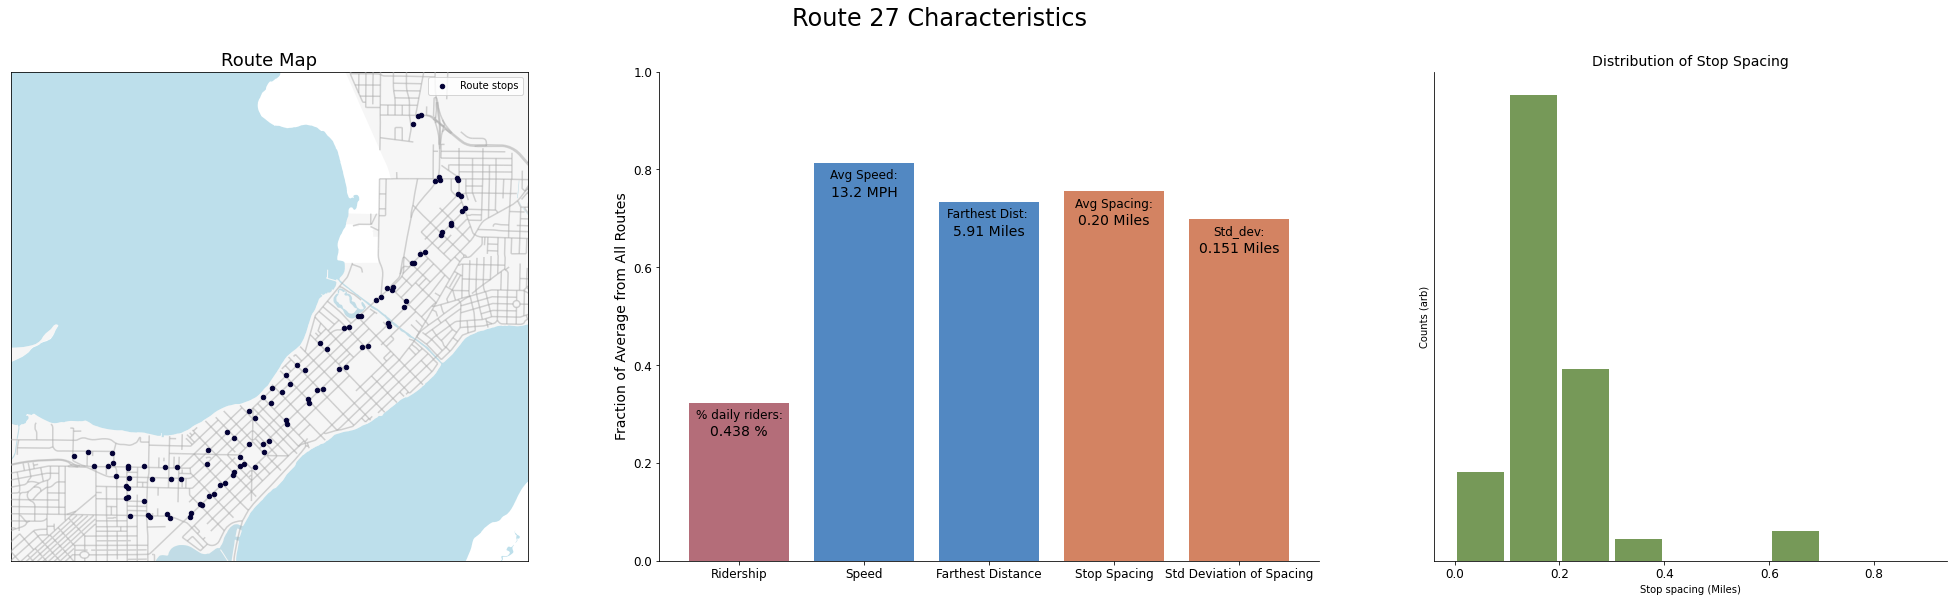 Route 27 Characteristics
Route Map
Route stops
Fraction of Average from All Routes
1.0
0.8
0.6
0.4
0.2
0.0
% daily riders:
0.438 %
Avg Speed:
13.2 MPH
Farthest Dist:
5.91 Miles
Avg Spacing:
0.20 Miles
Std_dev:
0.151 Miles
Ridership
Speed
Farthest Distance
Stop Spacing
Std Deviation of Spacing
Distribution of Stop Spacing
Counts (arb)
0.0
0.2
0.4
0.6
0.8
Stop spacing (Miles)